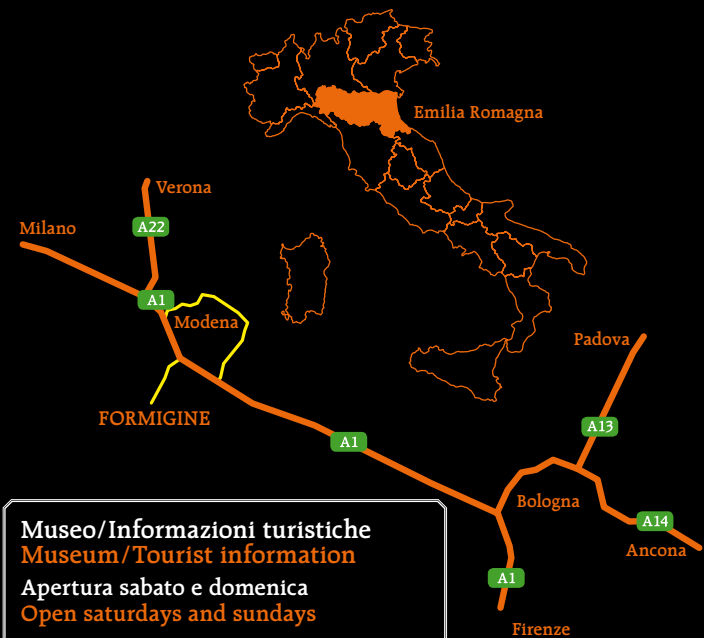 Emilia Romagna
Verona
Milano
A22
A1
Modena
Padova
FORMIGINE
A13
A1
Bologna
A14
Ancona
A1
Firenze
Museo/Informazioni turistiche
Museum/Tourist information
Apertura sabato e domenica
Open saturdays and sundays